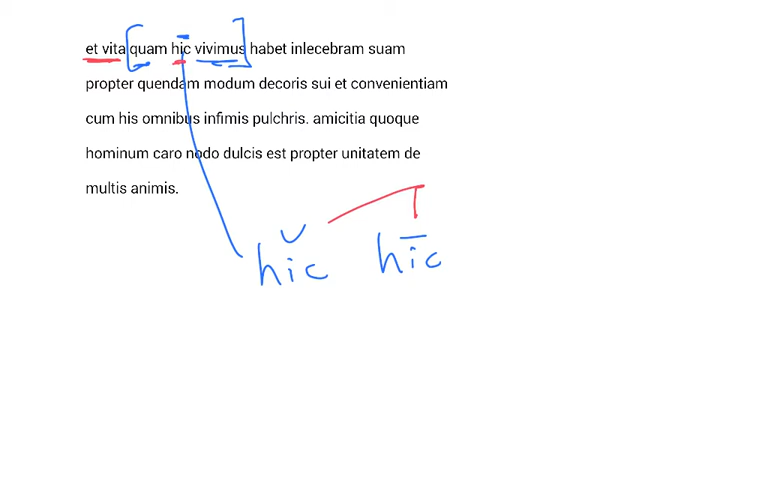 et vita [quam hic vivimus] habet inlecebram suam
propter quendam modum decoris sui et convenientiam
cum his omnibus infimis pulchris. amicitia quoque
hominum caro nodo dulcis est propter unitatem de
multis animis.
hĭc hīc